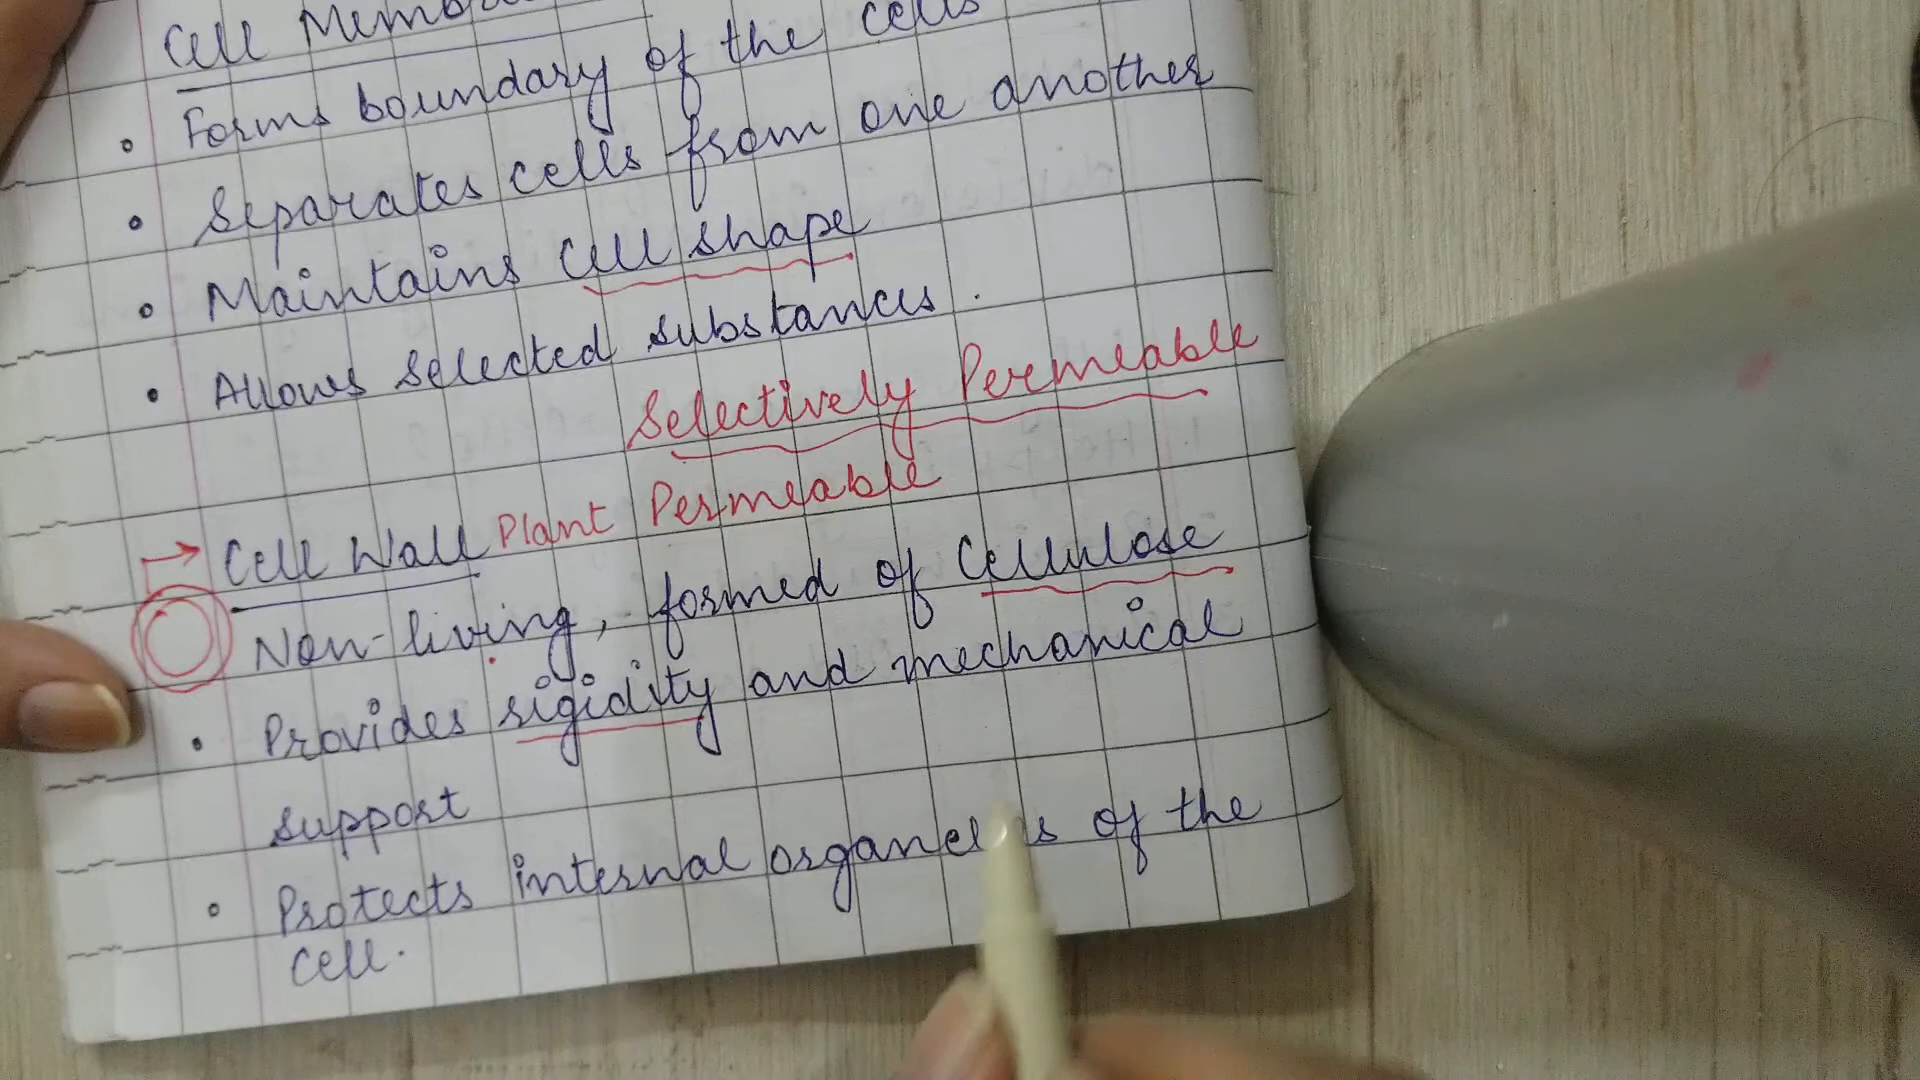 Cell
Forms boundary of the cells
Separates cells from one another
Maintains cell shape
Allows selected substances.
Selectively Permeable
Cell Wall Plant Permeable
Non-living, formed of Cellulose
Provides rigidity and mechanical
support
Protects internal of the
cell.